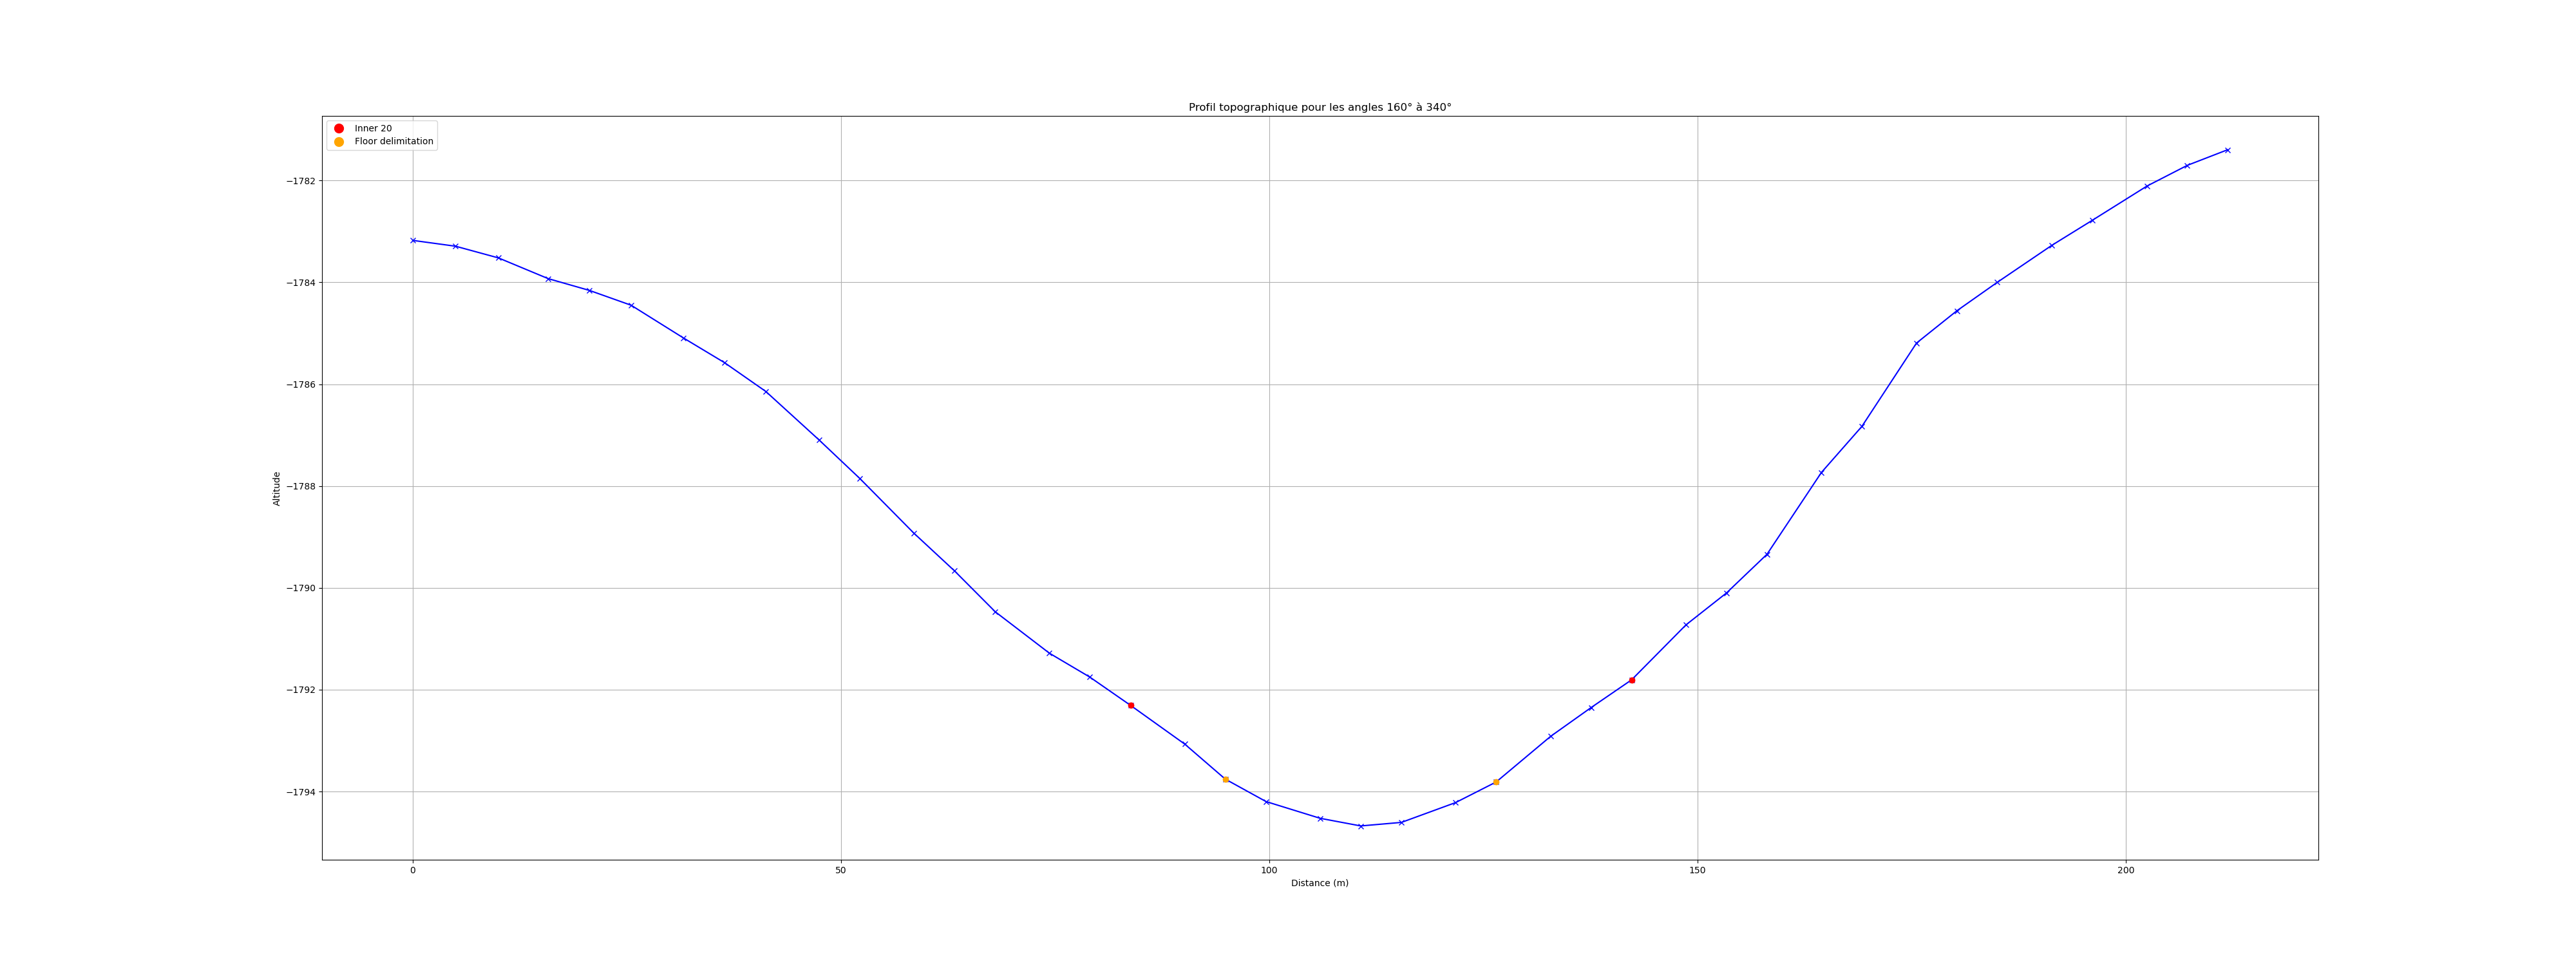 Profil topographique pour les angles 160° à 340°
Inner 20
Floor delimitation
Altitude
−1782
−1784
−1786
−1788
−1790
−1792
−1794
0
50
100
150
200
Distance (m)